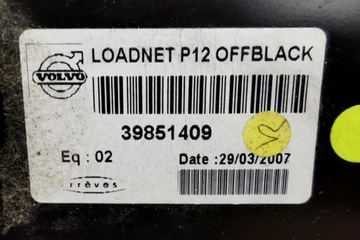 LOADNET P12 OFFBLACK
VOLVO
39851409
Eq : 02
Date : 29/03/2007
trèves